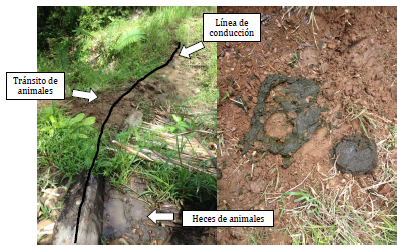 Línea de
conducción
Tránsito de
animales
Heces de animales